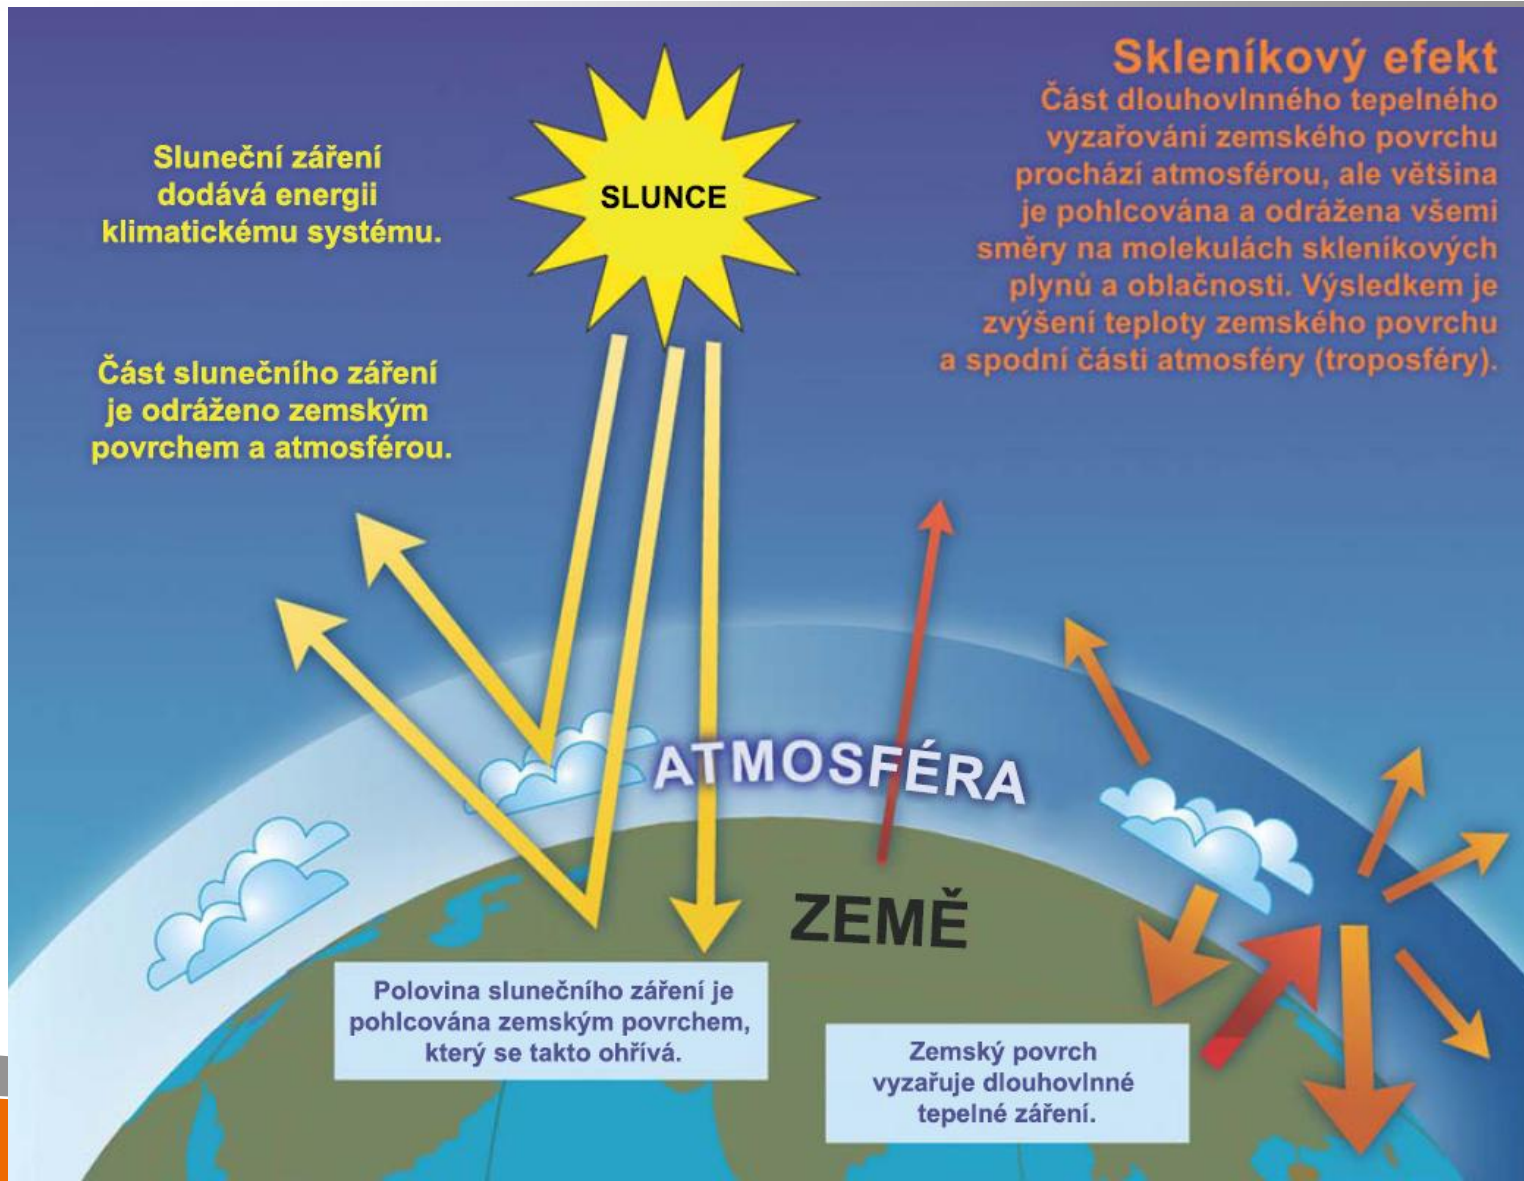 Skleníkový efekt
Část dlouhovlnného tepelného
vyzařování zemského povrchu
prochází atmosférou, ale většina
je pohlcována a odrážena všemi
směry na molekulách skleníkových
plynů a oblačnosti. Výsledkem je
zvýšení teploty zemského povrchu
a spodní části atmosféry (troposféry).
Sluneční záření
dodává energii
klimatickému systému.
SLUNCE
Část slunečního záření
je odráženo zemským
povrchem a atmosférou.
ATMOSFÉRA
ZEMĚ
Polovina slunečního záření je
pohlcována zemským povrchem,
který se takto ohřívá.
Zemský povrch
vyzařuje dlouhovlnné
tepelné záření.